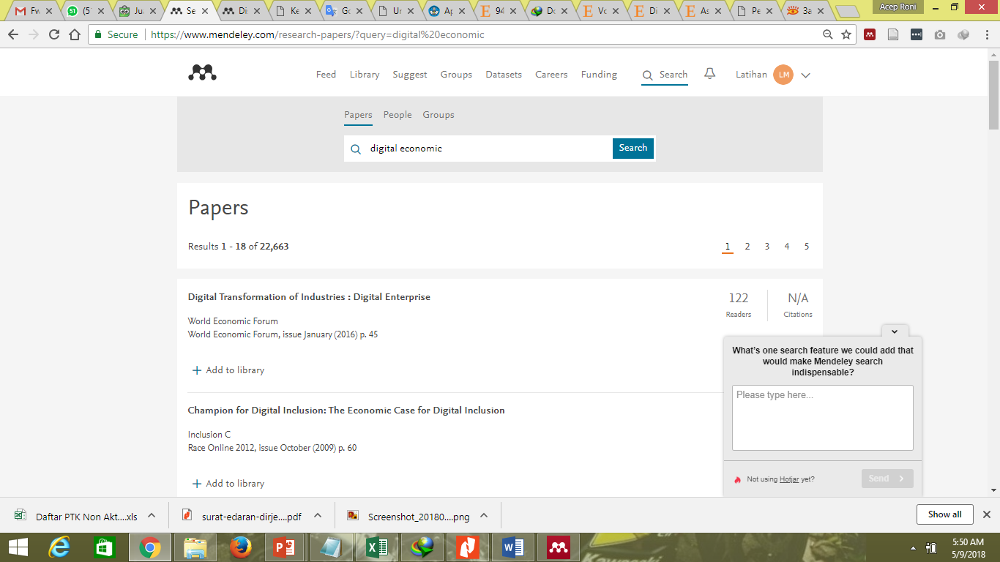 Fw
(5
Ju
Se
Di
Ke
Go
Un
Ap
94
Do
Vo
Di
As
Pe
За
Acep Roni
Secure
https://www.mendeley.com/research-papers/?query=digital%20economic
Feed Library Suggest Groups Datasets Careers Funding Search Latihan LM
Papers People Groups
digital economic Search
Papers
Results 1 - 18 of 22,663 1 2 3 4 5
Digital Transformation of Industries : Digital Enterprise
122 N/A
Readers Citations
World Economic Forum
World Economic Forum, issue January (2016) p. 45
+ Add to library
Champion for Digital Inclusion: The Economic Case for Digital Inclusion
Inclusion C
Race Online 2012, issue October (2009) p. 60
+ Add to library
What's one search feature we could add that
would make Mendeley search
indispensable?
Please type here...
Not using Hotjar yet? Send
Daftar PTK Non Akt....xls surat-edaran-dirje....pdf Screenshot_20180....png Show all
5:50 AM
5/9/2018